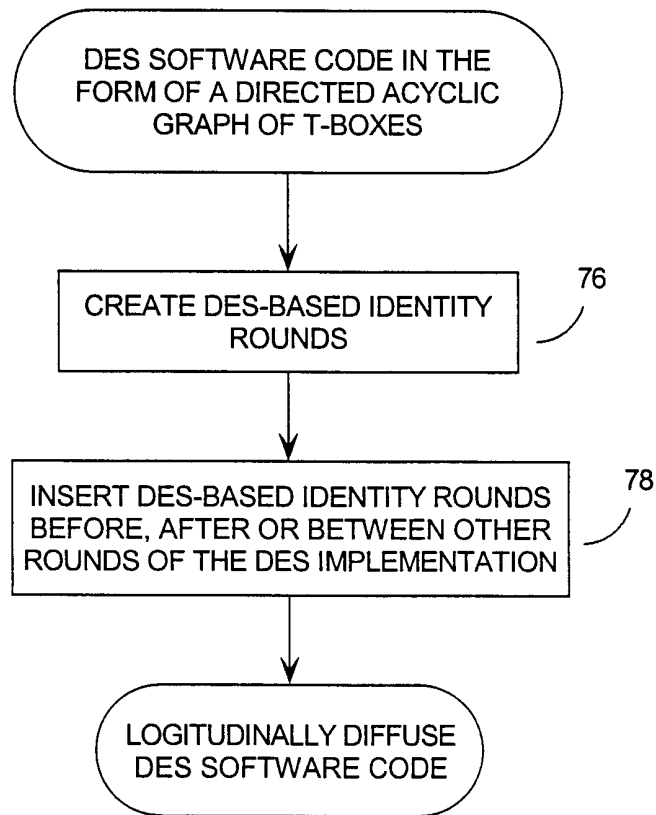 DES SOFTWARE CODE IN THE
FORM OF A DIRECTED ACYCLIC
GRAPH OF T-BOXES
76
CREATE DES-BASED IDENTITY
ROUNDS
78
INSERT DES-BASED IDENTITY ROUNDS
BEFORE, AFTER OR BETWEEN OTHER
ROUNDS OF THE DES IMPLEMENTATION
LOGITUDINALLY DIFFUSE
DES SOFTWARE CODE